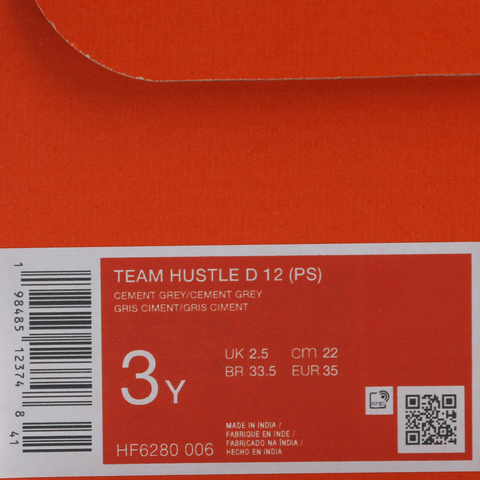 TEAM HUSTLE D 12 (PS)
CEMENT GREY/CEMENT GREY
GRIS CIMENT/GRIS CIMENT
3Y
UK 2.5 cm 22
BR 33.5 EUR 35
HF6280 006
MADE IN INDIA /
FABRIQUE EN INDE /
FABRICADO NA ÍNDIA /
HECHO EN INDIA
1 98485 12374 8 41